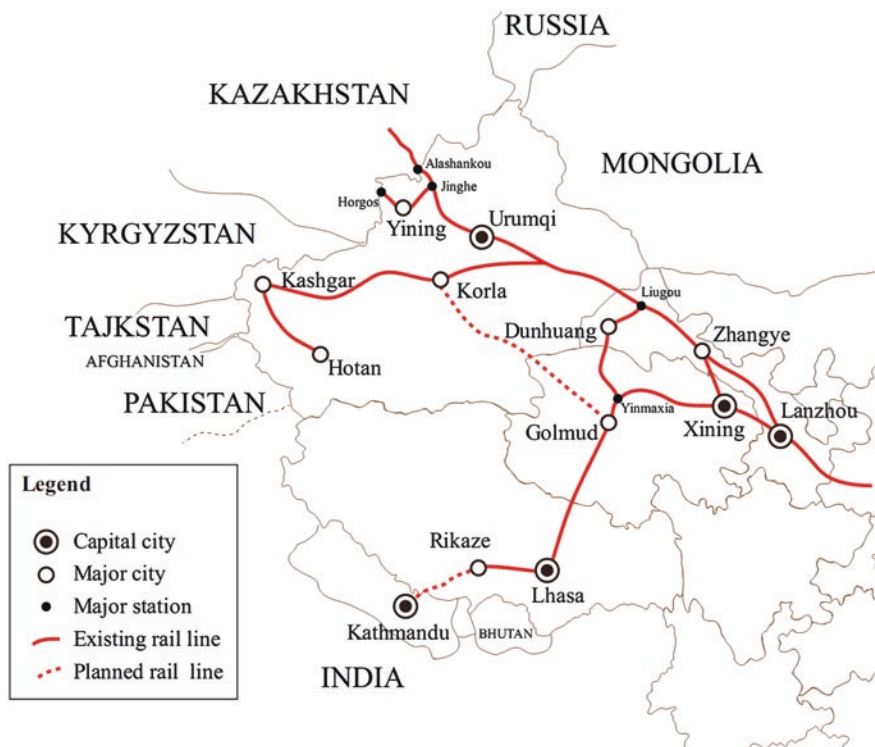 RUSSIA
KAZAKHSTAN
MONGOLIA
Alashankou
Jinghe
Horgos
Yining
Urumqi
KYRGYZSTAN
Kashgar
Korla
Liugou
Dunhuang
Zhangye
TAJKSTAN
AFGHANISTAN
Hotan
PAKISTAN
Yinmaxia
Golmud
Xining
Lanzhou
Legend
Capital city
Major city
Major station
Existing rail line
Planned rail line
Rikaze
Lhasa
Kathmandu
BHUTAN
INDIA